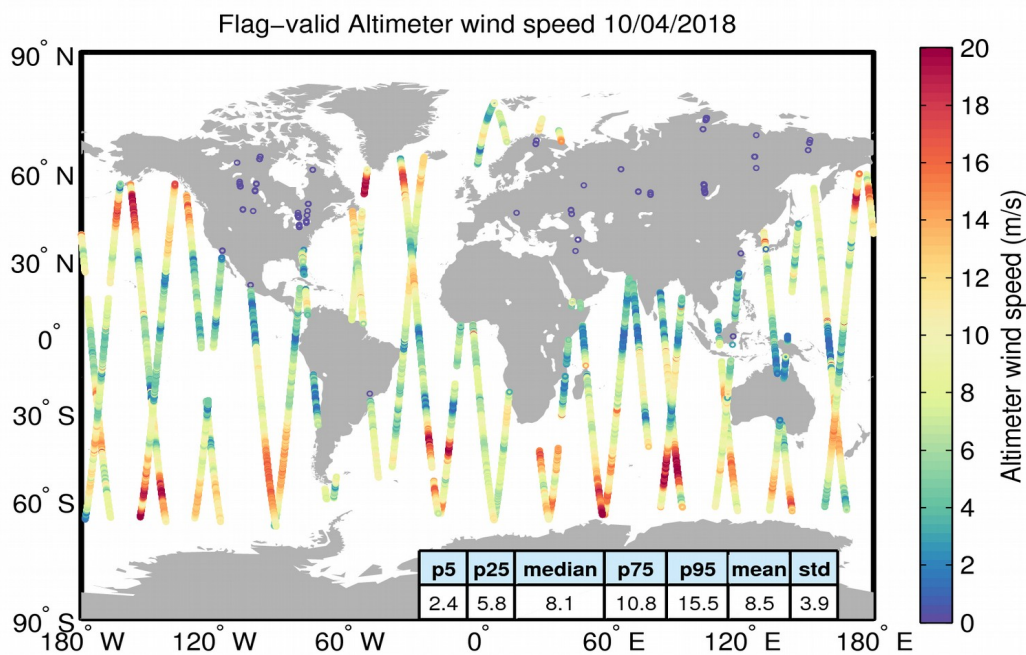 Flag−valid Altimeter wind speed 10/04/2018
90° N
60° N
30° N
0°
30° S
60° S
90° S
180° W
120° W
60° W
0°
60° E
120° E
180° E
p5 p25 median p75 p95 mean std
2.4 5.8 8.1 10.8 15.5 8.5 3.9
20
18
16
14
12
10
8
6
4
2
0
Altimeter wind speed (m/s)